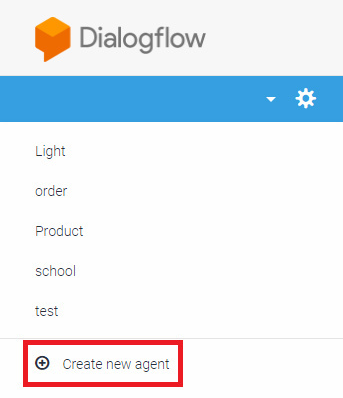 Dialogflow
Light
order
Product
school
test
Create new agent